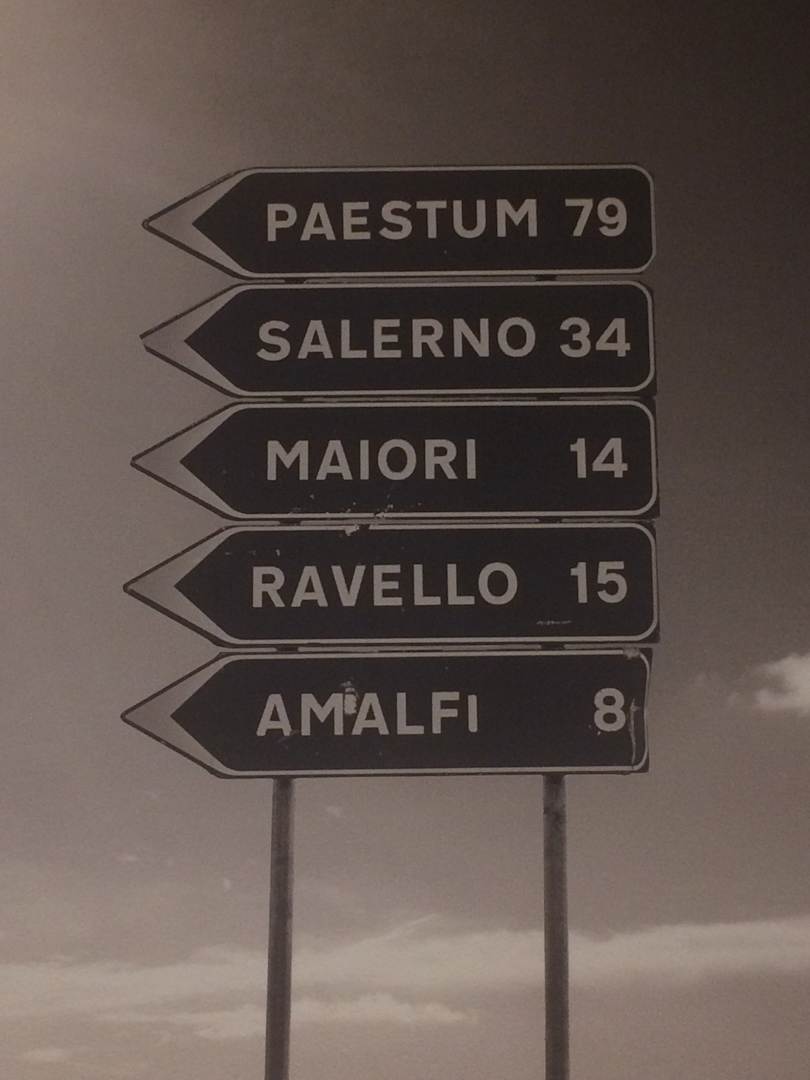 PAESTUM 79
SALERNO 34
MAIORI 14
RAVELLO 15
AMALFI 8